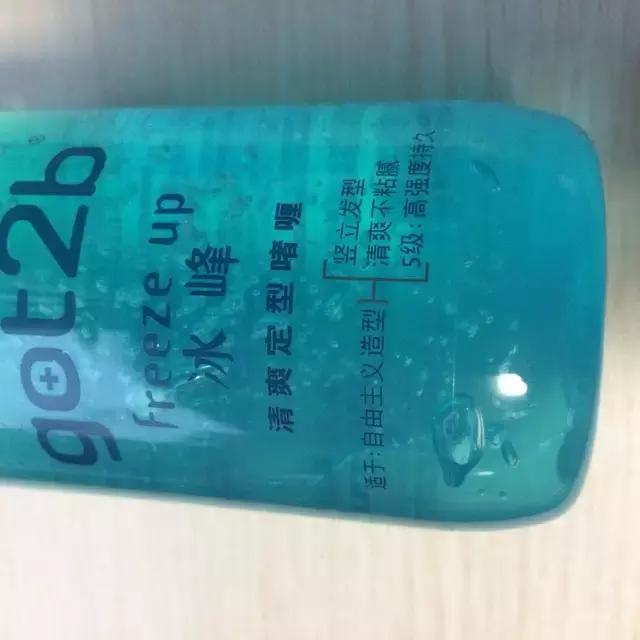 got2b
freeze up
冰峰
清爽定型啫喱
适于:自由主义造型
竖立发型
清爽不粘腻
5级:高强度持久